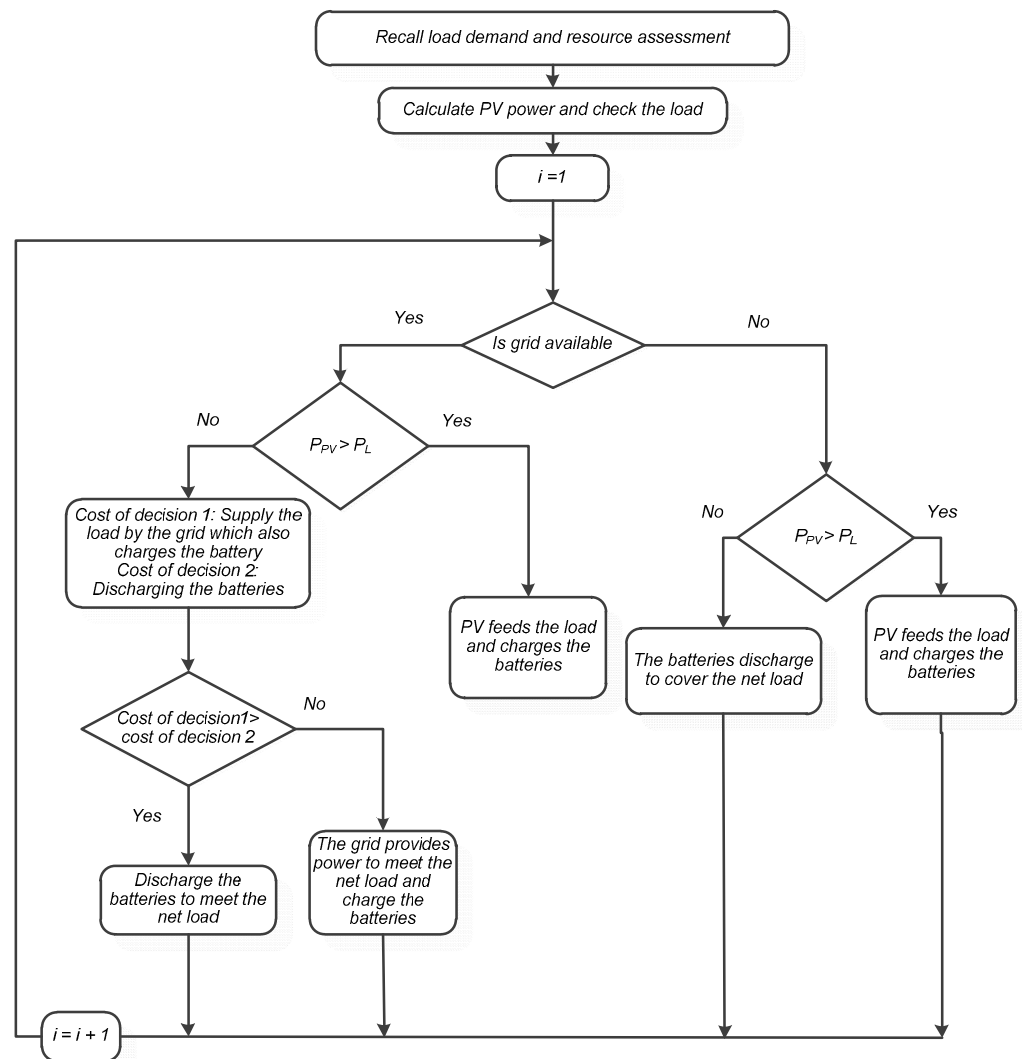 Recall load demand and resource assessment
Calculate PV power and check the load
i =1
Is grid available
Yes
No
P_PV > P_L
No
Yes
Cost of decision 1: Supply the
load by the grid which also
charges the battery
Cost of decision 2:
Discharging the batteries
PV feeds the load
and charges the
batteries
P_PV > P_L
No
Yes
The batteries discharge
to cover the net load
PV feeds the load
and charges the
batteries
Cost of decision1>
cost of decision 2
No
Yes
Discharge the
batteries to meet the
net load
The grid provides
power to meet the
net load and
charge the
batteries
i = i + 1